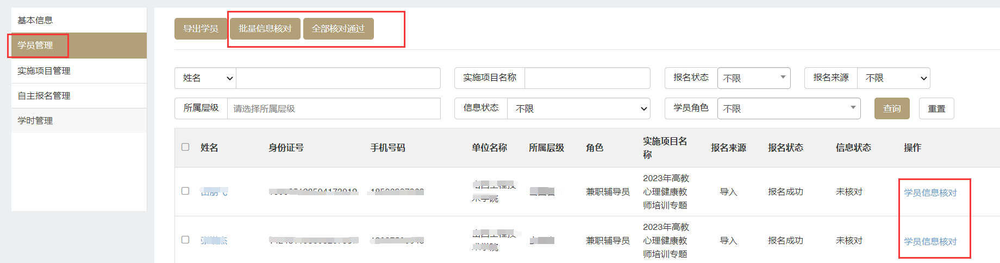 基本信息
学员管理
实施项目管理
自主报名管理
学时管理
导出学员 批量信息核对 全部核对通过
姓名 实施项目名称 报名状态 不限 报名来源 不限
所属层级 请选择所属层级 信息状态 不限 学员角色 不限 查询 重置
姓名 身份证号 手机号码 单位名称 所属层级 角色 实施项目名 报名来源 报名状态 信息状态 操作
称
2023年高教
兼职辅导员 心理健康教 导入 报名成功 未核对 学员信息核对
师培训专题
学院
2023年高教
兼职辅导员 心理健康教 导入 报名成功 未核对 学员信息核对
师培训专题
学院